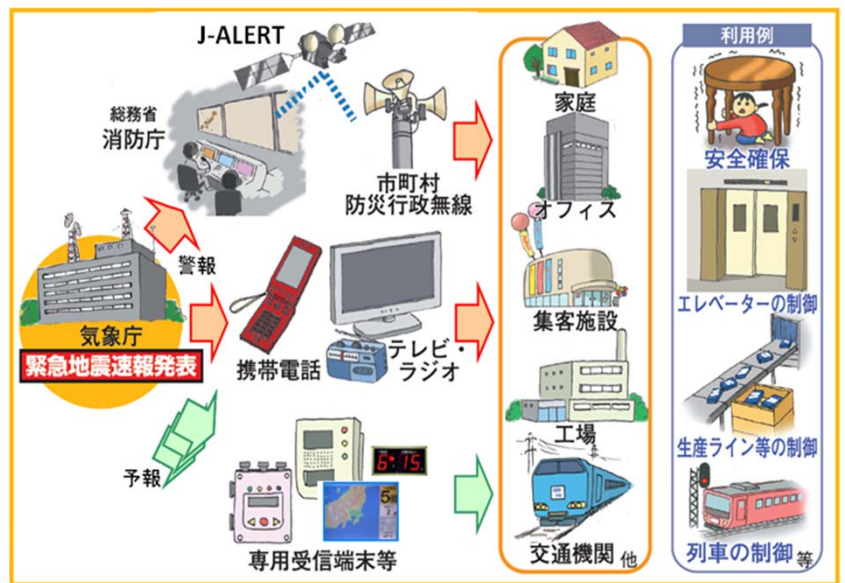 J-ALERT
総務省
消防庁
市町村
防災行政無線
警報
気象庁
緊急地震速報発表
携帯電話
テレビ・
ラジオ
予報
6:15
5強
専用受信端末等
家庭
オフィス
集客施設
工場
交通機関 他
利用例
安全確保
エレベーターの制御
生産ライン等の制御
列車の制御 等